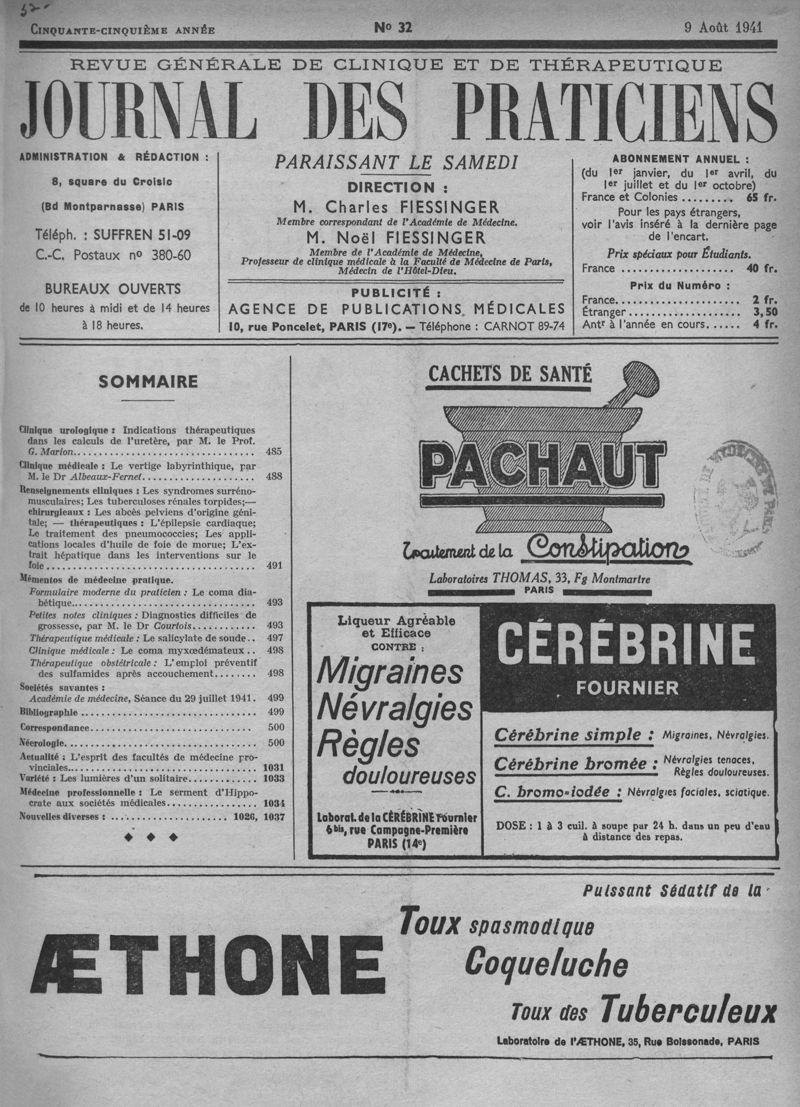 CINQUANTE-CINQUIÈME ANNÉE
No 32
9 Août 1941
REVUE GÉNÉRALE DE CLINIQUE ET DE THÉRAPEUTIQUE
JOURNAL DES PRATICIENS
ADMINISTRATION & RÉDACTION :
8, square du Croisic
(Bd Montparnasse) PARIS
Téléph. : SUFFREN 51-09
C.-C. Postaux no 380-60
BUREAUX OUVERTS
de 10 heures à midi et de 14 heures
à 18 heures.
PARAISSANT LE SAMEDI
DIRECTION :
M. Charles FIESSINGER
Membre correspondant de l'Académie de Médecine.
M. Noël FIESSINGER
Membre de l'Académie de Médecine,
Professeur de clinique médicale à la Faculté de Médecine de Paris,
Médecin de l'Hôtel-Dieu.
PUBLICITÉ :
AGENCE DE PUBLICATIONS MÉDICALES
10, rue Poncelet, PARIS (17e). — Téléphone : CARNOT 89-74
ABONNEMENT ANNUEL :
(du 1er janvier, du 1er avril, du
1er juillet et du 1er octobre)
France et Colonies ......... 65 fr.
Pour les pays étrangers,
voir l'avis inséré à la dernière page
de l'encart.
Prix spéciaux pour Étudiants.
France .................... 40 fr.
Prix du Numéro :
France...................... 2 fr.
Étranger.................... 3,50
Antr à l'année en cours...... 4 fr.
SOMMAIRE
Clinique urologique : Indications thérapeutiques
dans les calculs de l'uretère, par M. le Prof.
G. Marion.................................. 485
Clinique médicale : Le vertige labyrinthique, par
M. le Dr Albeaux-Fernet..................... 488
Renseignements cliniques : Les syndromes surréno-
musculaires; Les tuberculoses rénales torpides;—
chirurgicaux : Les abcès pelviens d'origine géni-
tale; — thérapeutiques : L'épilepsie cardiaque;
Le traitement des pneumococcies; Les appli-
cations locales d'huile de foie de morue; L'ex-
trait hépatique dans les interventions sur le
foie........................................ 491
Mémentos de médecine pratique.
Formulaire moderne du praticien : Le coma dia-
bétique..................................... 493
Petites notes cliniques : Diagnostics difficiles de
grossesse, par M. le Dr Courtois............ 493
Thérapeutique médicale : Le salicylate de soude.. 497
Clinique médicale : Le coma myxœdémateux .. 498
Thérapeutique obstétricale : L'emploi préventif
des sulfamides après accouchement........ 498
Sociétés savantes :
Académie de médecine, Séance du 29 juillet 1941. 499
Bibliographie ................................ 499
Correspondance............................... 500
Nécrologie.................................... 500
Actualité : L'esprit des facultés de médecine pro-
vinciales.................................. 1031
Variété : Les lumières d'un solitaire.......... 1033
Médecine professionnelle : Le serment d'Hippo-
crate aux sociétés médicales................ 1034
Nouvelles diverses : .................... 1026, 1037
CACHETS DE SANTÉ
PACHAUT
Traitement de la Constipation
Laboratoires THOMAS, 33, Fg Montmartre
PARIS
Liqueur Agréable
et Efficace
CONTRE :
Migraines
Névralgies
Règles
douloureuses
Laborat. de la CÉRÉBRINE Fournier
6 bis, rue Campagne-Première
PARIS (14e)
CÉRÉBRINE
FOURNIER
Cérébrine simple : Migraines, Névralgies.
Cérébrine bromée : Névralgies tenaces,
Règles douloureuses.
C. bromo-iodée : Névralgies faciales, sciatique.
DOSE : 1 à 3 cuil. à soupe par 24 h. dans un peu d'eau
à distance des repas.
ÆTHONE
Puissant Sédatif de la
Toux spasmodique
Coqueluche
Toux des Tuberculeux
Laboratoire de l'ÆTHONE, 35, Rue Boissonade, PARIS